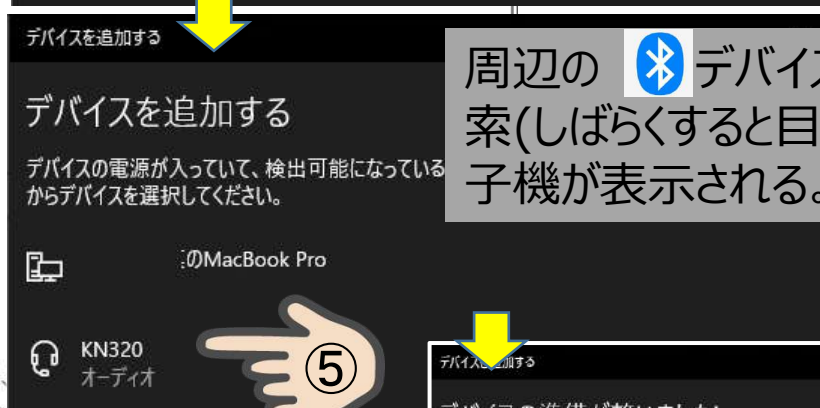 デバイスを追加する
周辺の デバイ
索(しばらくすると目
子機が表示される。
デバイスを追加する
デバイスの電源が入っていて、検出可能になっている
からデバイスを選択してください。
のMacBook Pro
KN320
オーディオ
⑤
デバイスを追加する